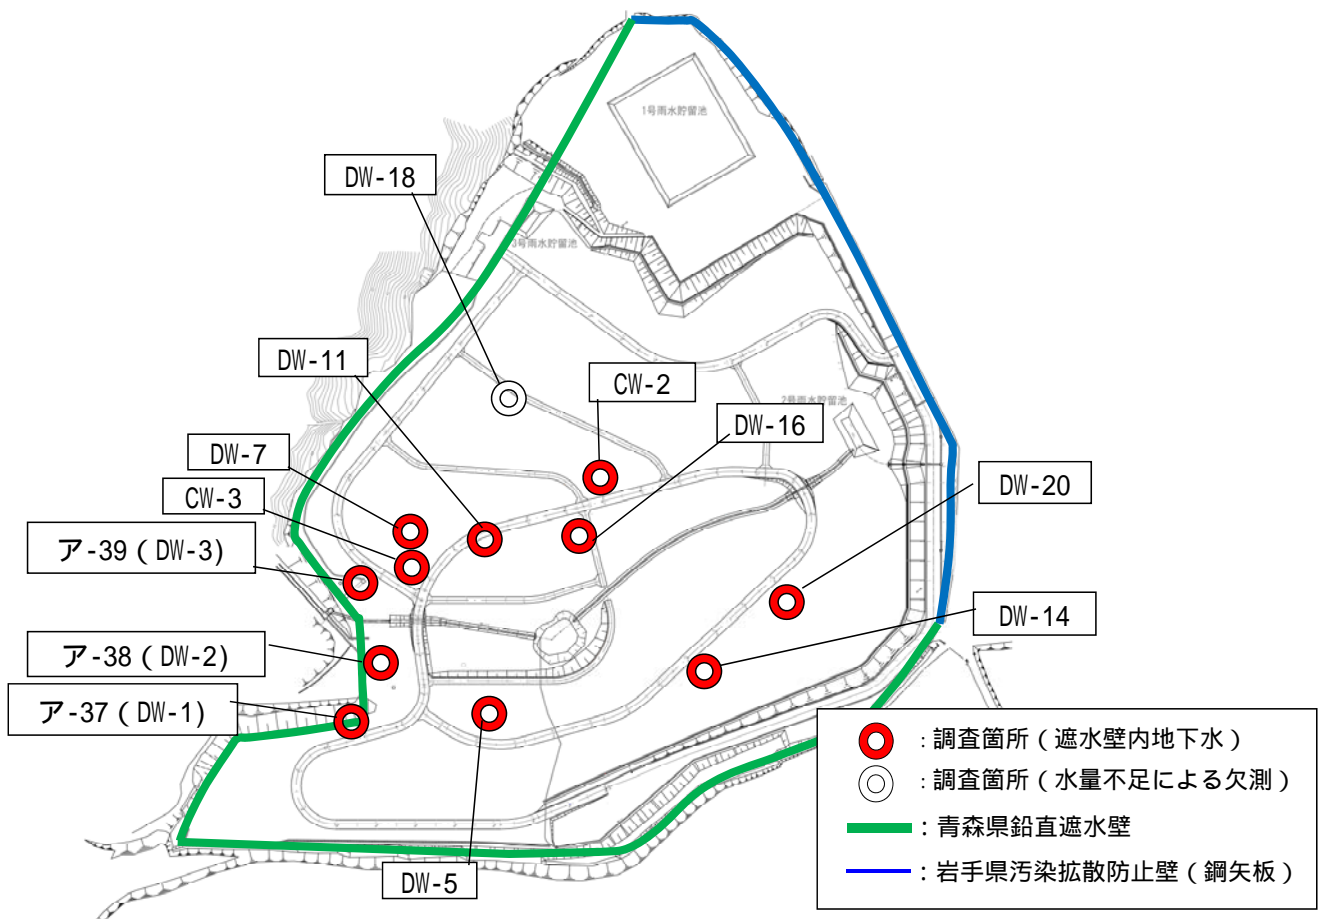 1号雨水貯留池
DW-18
3号雨水貯留池
DW-11
CW-2
2号雨水貯留池
DW-16
DW-7
DW-20
CW-3
ア-39（DW-3）
DW-14
ア-38（DW-2）
ア-37（DW-1）
DW-5
：調査箇所（遮水壁内地下水）
：調査箇所（水量不足による欠測）
：青森県鉛直遮水壁
：岩手県汚染拡散防止壁（鋼矢板）